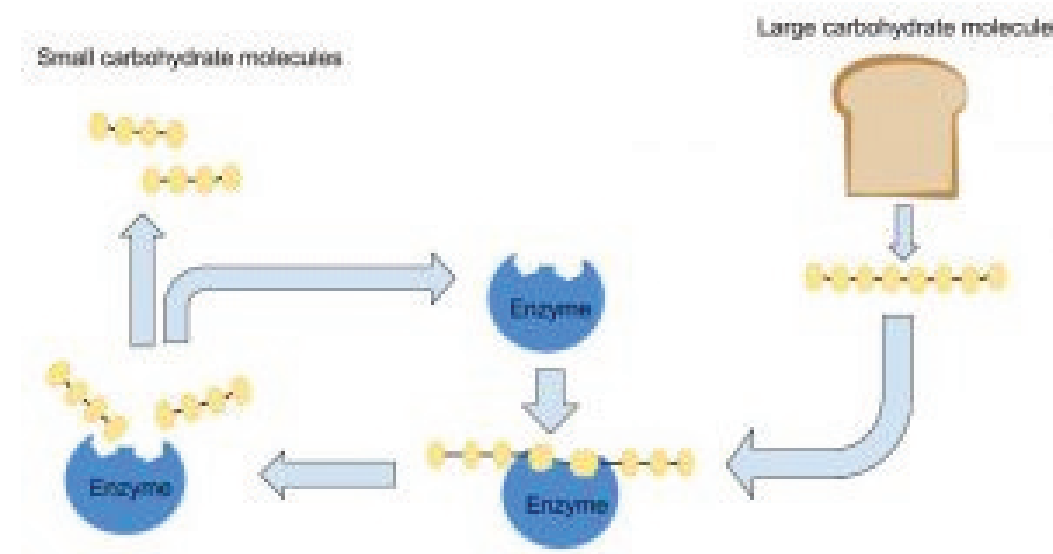 Large carbohydrate molecule
Small carbohydrate molecules
Enzyme
Enzyme
Enzyme